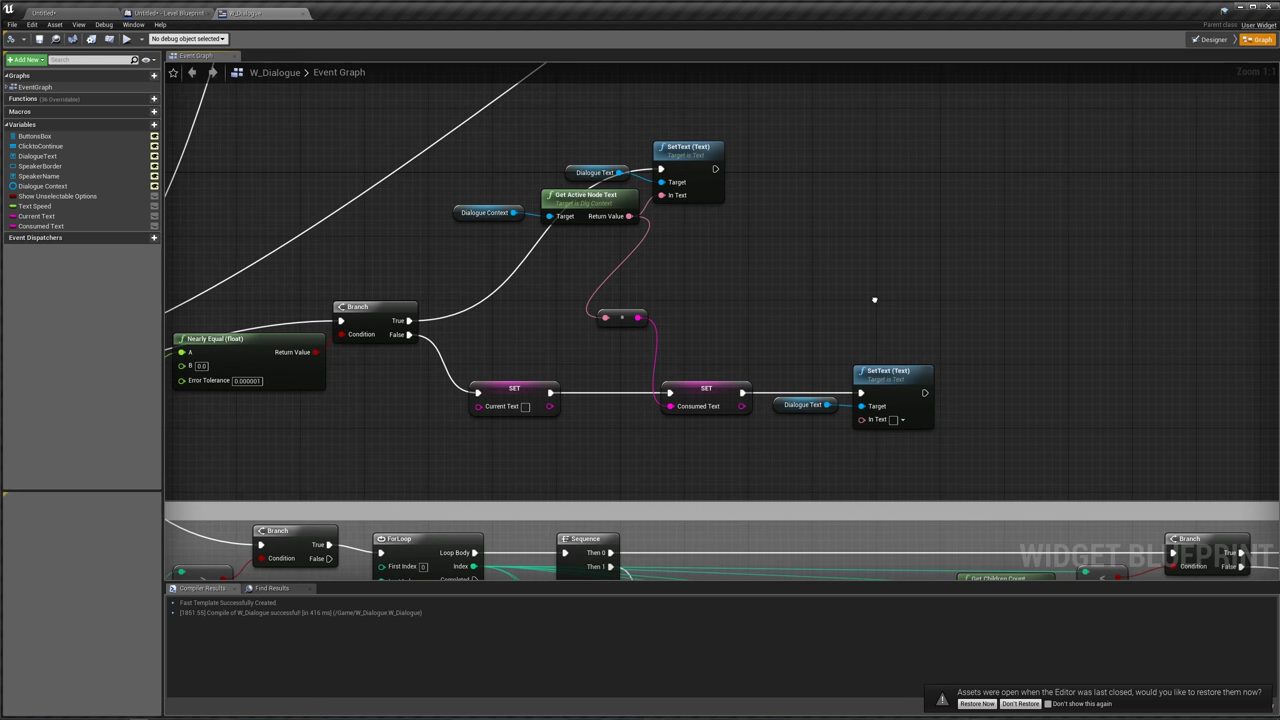 Untitled*
Untitled* - Level Blueprint
W_Dialogue
File Edit Asset View Debug Window Help
Parent class: User Widget
No debug object selected
Designer
Graph
Add New
Search
Event Graph
W_Dialogue > Event Graph
Zoom 1:1
Graphs
EventGraph
Functions (36 Overridable)
Macros
Variables
ButtonsBox
ClicktoContinue
DialogueText
SpeakerBorder
SpeakerName
Dialogue Context
Show Unselectable Options
Text Speed
Current Text
Consumed Text
Event Dispatchers
SetText (Text)
Target is Text
Dialogue Text
Target
In Text
Get Active Node Text
Target is Dlg Context
Dialogue Context
Target Return Value
Branch
True
Condition False
Nearly Equal (float)
A Return Value
B 0.0
Error Tolerance 0.000001
SET
Current Text
SET
Consumed Text
Dialogue Text
SetText (Text)
Target is Text
Target
In Text
Branch
True
Condition False
ForLoop
Loop Body
First Index 0 Index
Completed
Sequence
Then 0
Then 1
Get Children Count
Branch
True
Condition False
WIDGET BLUEPRINT
Compiler Results
Find Results
Fast Template Successfully Created.
[1851.55] Compile of W_Dialogue successful! [in 416 ms] (/Game/W_Dialogue.W_Dialogue)
Assets were open when the Editor was last closed, would you like to restore them now?
Restore Now Don't Restore Don't show this again